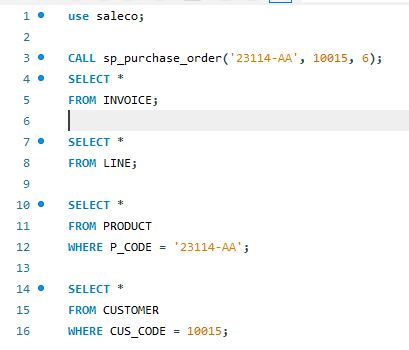 1 use saleco;
2
3 CALL sp_purchase_order('23114-AA', 10015, 6);
4 SELECT *
5 FROM INVOICE;
6
7 SELECT *
8 FROM LINE;
9
10 SELECT *
11 FROM PRODUCT
12 WHERE P_CODE = '23114-AA';
13
14 SELECT *
15 FROM CUSTOMER
16 WHERE CUS_CODE = 10015;